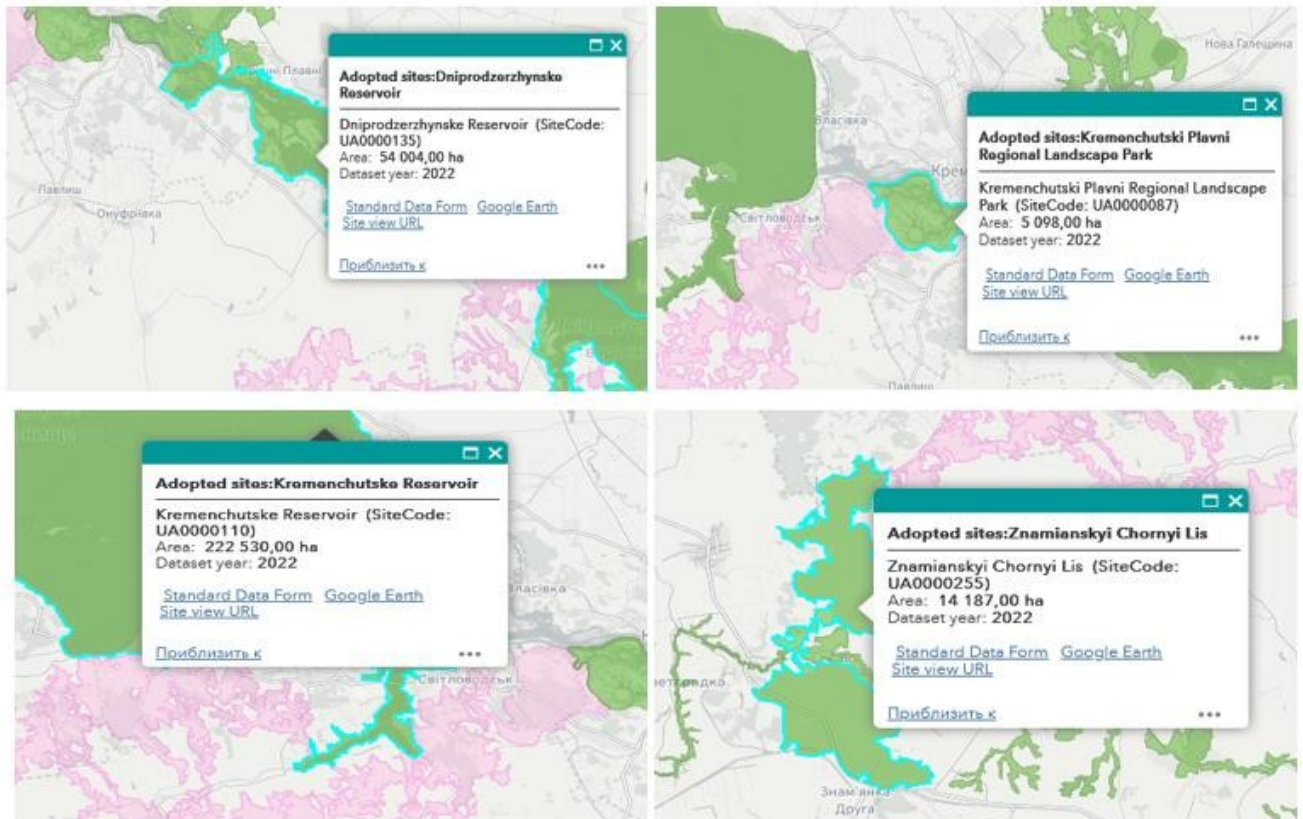 Adopted sites:Dniprodzerzhynske
Reservoir
Dniprodzerzhynske Reservoir (SiteCode:
UA0000135)
Area: 54 004,00 ha
Dataset year: 2022
Standard Data Form Google Earth
Site view URL
Приблизить к
•••
Плавні
Павлиш
Онуфріївка
Нова Галещина
Власівка
Крем
Світловодськ
Павлиш
Adopted sites:Kremenchutski Plavni
Regional Landscape Park
Kremenchutski Plavni Regional Landscape
Park (SiteCode: UA0000087)
Area: 5 098,00 ha
Dataset year: 2022
Standard Data Form Google Earth
Site view URL
Приблизить к
•••
Adopted sites:Kremenchutske Reservoir
Kremenchutske Reservoir (SiteCode:
UA0000110)
Area: 222 530,00 ha
Dataset year: 2022
Standard Data Form Google Earth
Site view URL
Приблизить к
•••
Власівка
Світловодськ
Adopted sites:Znamianskyi Chornyi Lis
Znamianskyi Chornyi Lis (SiteCode:
UA0000255)
Area: 14 187,00 ha
Dataset year: 2022
Standard Data Form Google Earth
Site view URL
Приблизить к
•••
Знам'янка
Друга